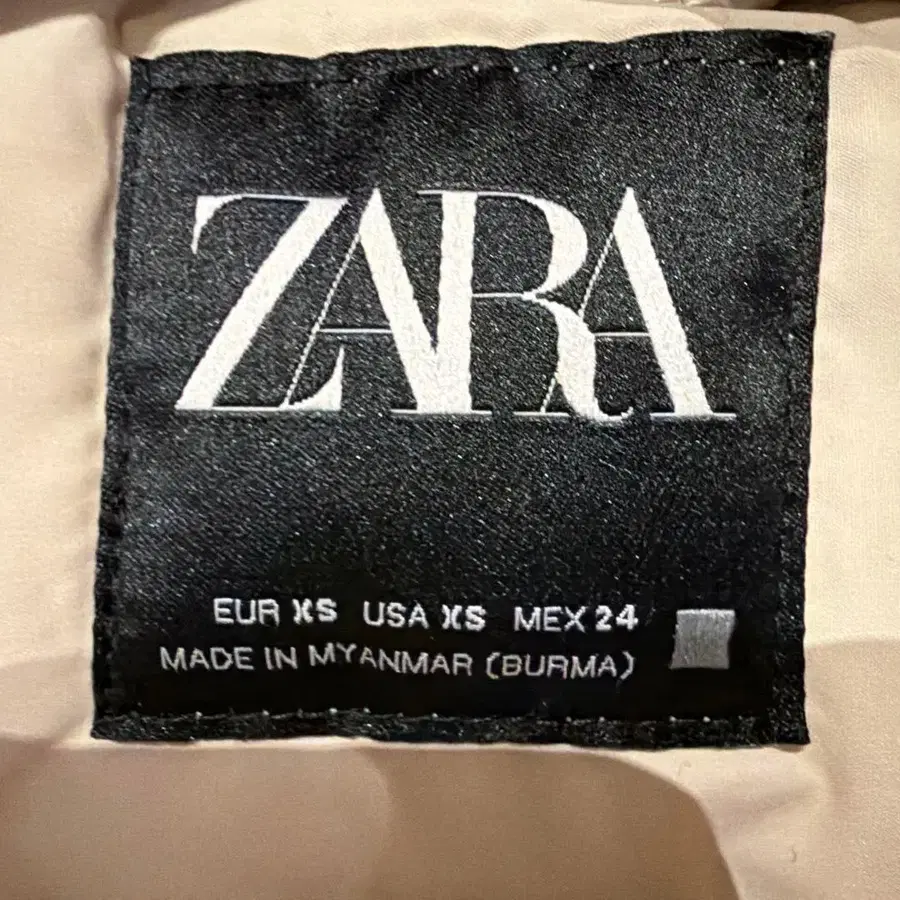 ZARA
EUR XS USA XS MEX 24
MADE IN MYANMAR (BURMA)